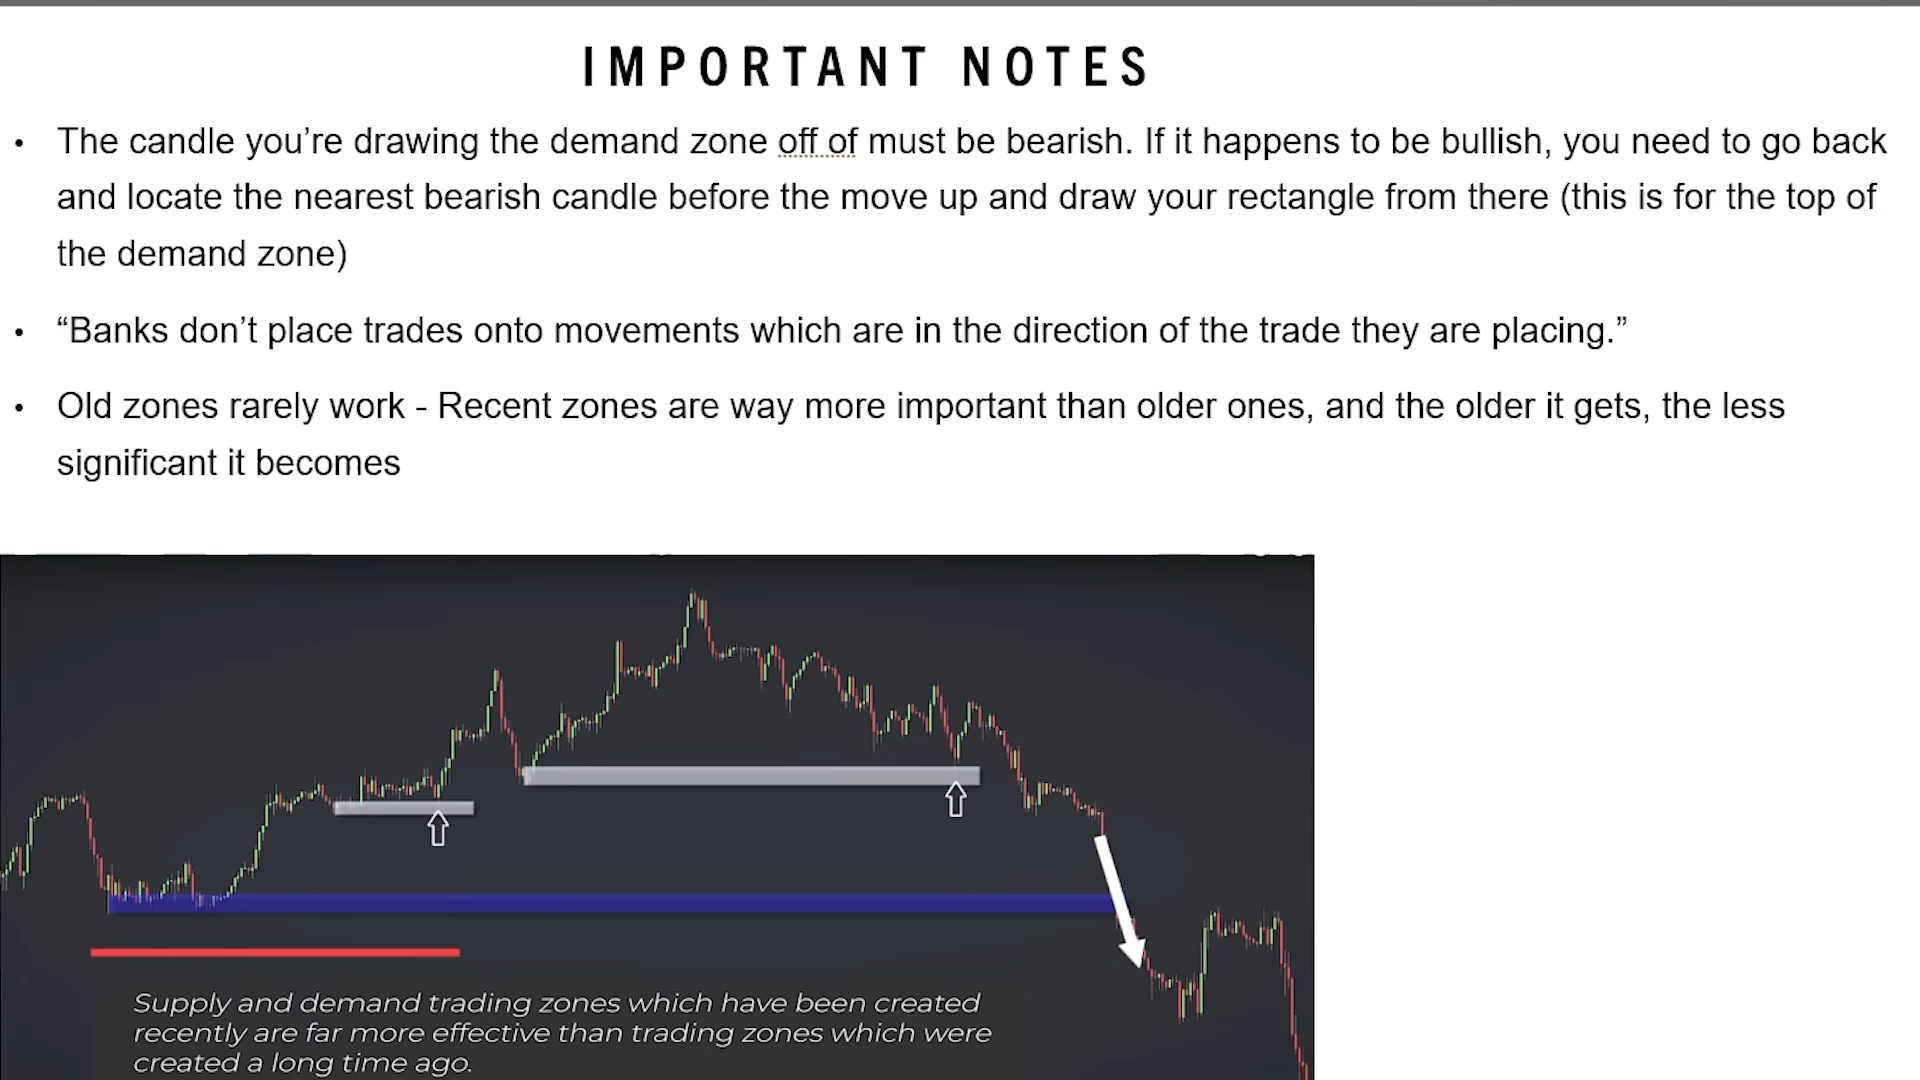 IMPORTANT NOTES
• The candle you’re drawing the demand zone off of must be bearish. If it happens to be bullish, you need to go back
and locate the nearest bearish candle before the move up and draw your rectangle from there (this is for the top of
the demand zone)
• “Banks don’t place trades onto movements which are in the direction of the trade they are placing.”
• Old zones rarely work - Recent zones are way more important than older ones, and the older it gets, the less
significant it becomes
Supply and demand trading zones which have been created
recently are far more effective than trading zones which were
created a long time ago.